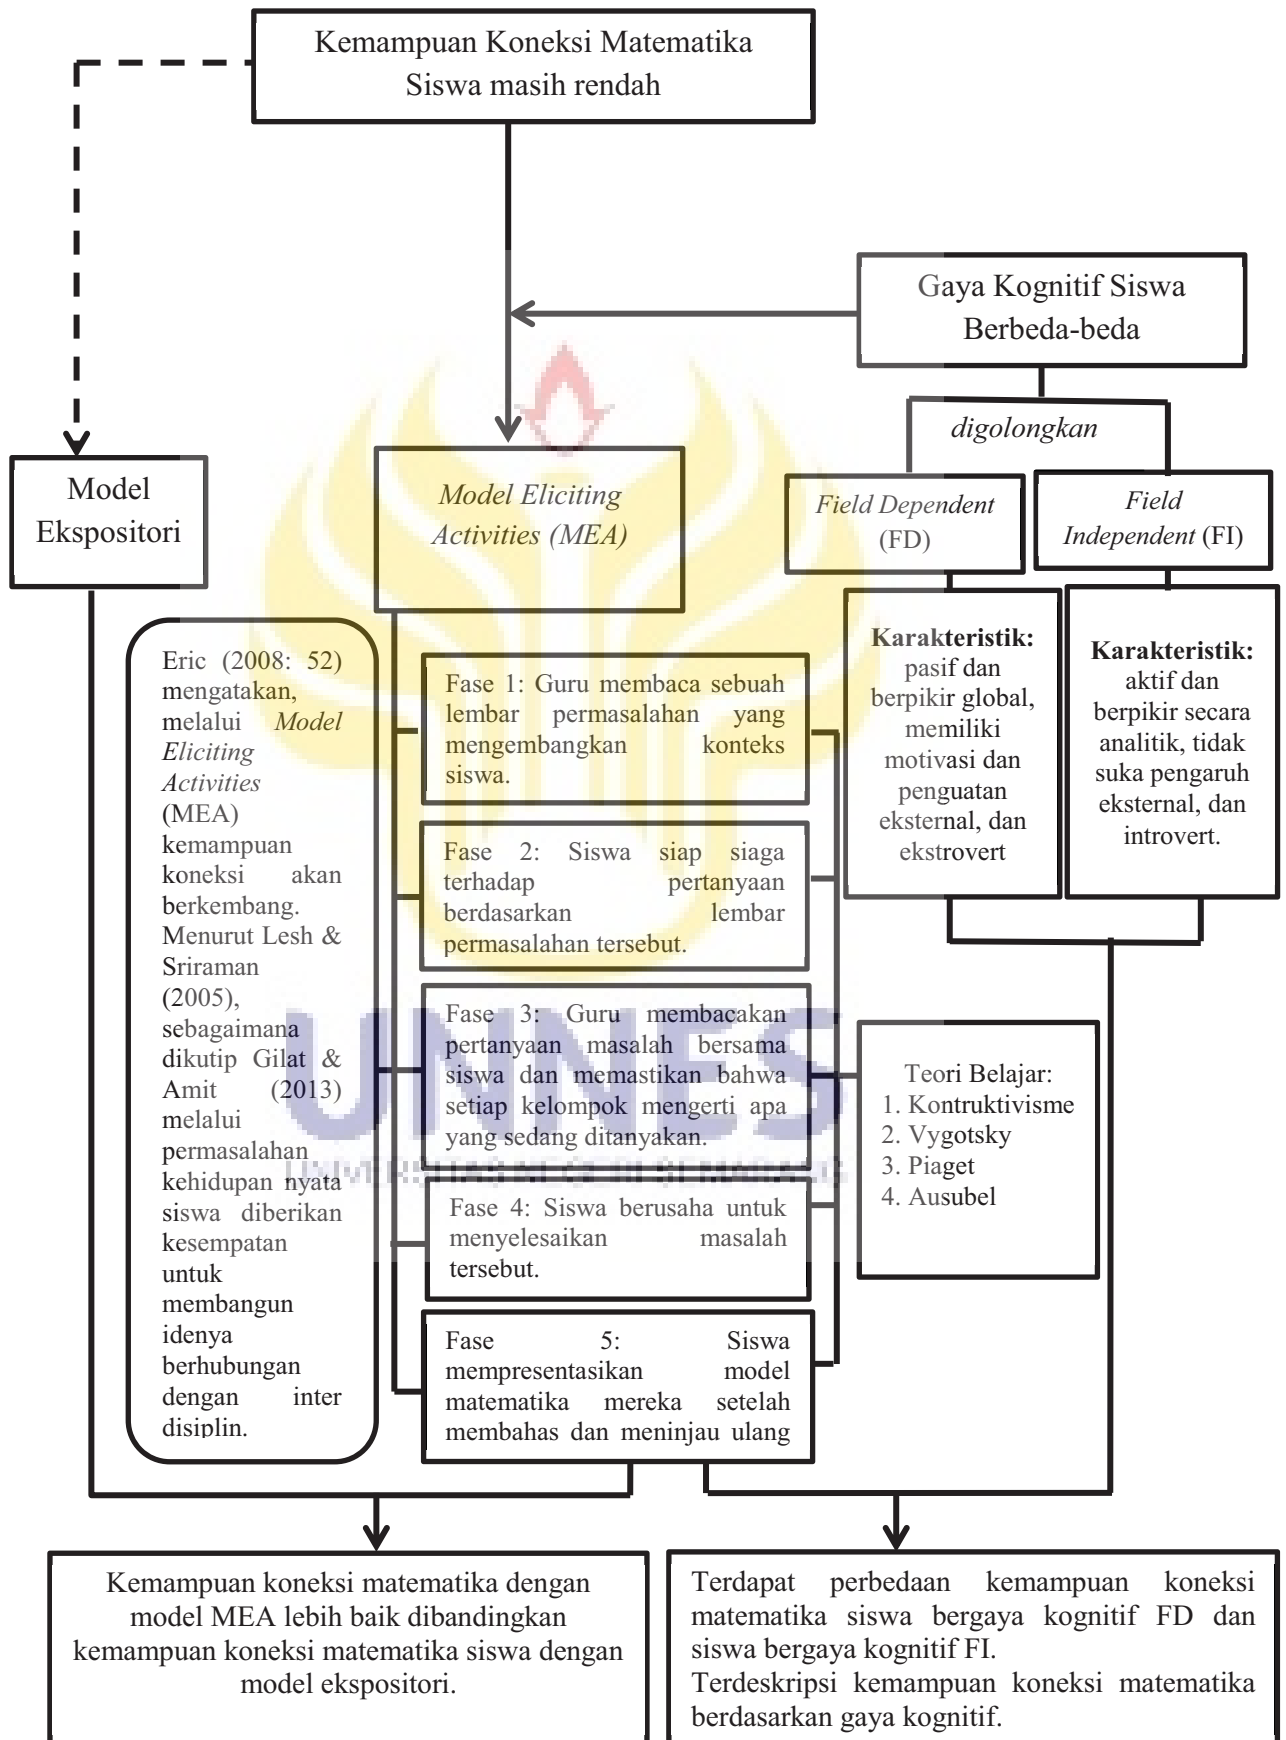 Kemampuan Koneksi Matematika
Siswa masih rendah
Gaya Kognitif Siswa
Berbeda-beda
digolongkan
Model
Ekspositori
Model Eliciting
Activities (MEA)
Field Dependent
(FD)
Field
Independent (FI)
Karakteristik:
pasif dan
berpikir global,
memiliki
motivasi dan
penguatan
eksternal, dan
ekstrovert
Karakteristik:
aktif dan
berpikir secara
analitik, tidak
suka pengaruh
eksternal, dan
introvert.
Eric (2008: 52)
mengatakan,
melalui Model
Eliciting
Activities
(MEA)
kemampuan
koneksi akan
berkembang.
Menurut Lesh &
Sriraman
(2005),
sebagaimana
dikutip Gilat &
Amit (2013)
melalui
permasalahan
kehidupan nyata
siswa diberikan
kesempatan
untuk
membangun
idenya
berhubungan
dengan inter
disiplin.
Fase 1: Guru membaca sebuah
lembar permasalahan yang
mengembangkan konteks
siswa.
Fase 2: Siswa siap siaga
terhadap pertanyaan
berdasarkan lembar
permasalahan tersebut.
Fase 3: Guru membacakan
pertanyaan masalah bersama
siswa dan memastikan bahwa
setiap kelompok mengerti apa
yang sedang ditanyakan.
Fase 4: Siswa berusaha untuk
menyelesaikan masalah
tersebut.
Fase 5: Siswa
mempresentasikan model
matematika mereka setelah
membahas dan meninjau ulang
Teori Belajar:
1. Kontruktivisme
2. Vygotsky
3. Piaget
4. Ausubel
UNNES
UNIVERSITAS NEGERI SEMARANG
Kemampuan koneksi matematika dengan
model MEA lebih baik dibandingkan
kemampuan koneksi matematika siswa dengan
model ekspositori.
Terdapat perbedaan kemampuan koneksi
matematika siswa bergaya kognitif FD dan
siswa bergaya kognitif FI.
Terdeskripsi kemampuan koneksi matematika
berdasarkan gaya kognitif.